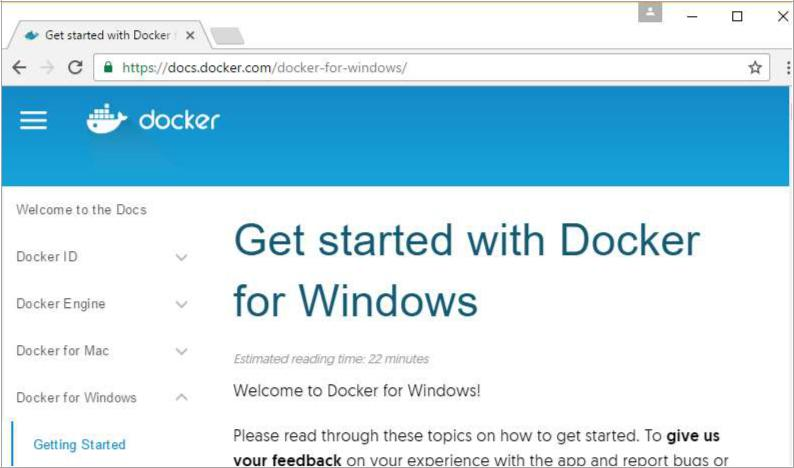 Get started with Docker
https://docs.docker.com/docker-for-windows/
docker
Welcome to the Docs
Docker ID
Docker Engine
Docker for Mac
Docker for Windows
Getting Started
Get started with Docker
for Windows
Estimated reading time: 22 minutes
Welcome to Docker for Windows!
Please read through these topics on how to get started. To give us
your feedback on your experience with the app and report bugs or